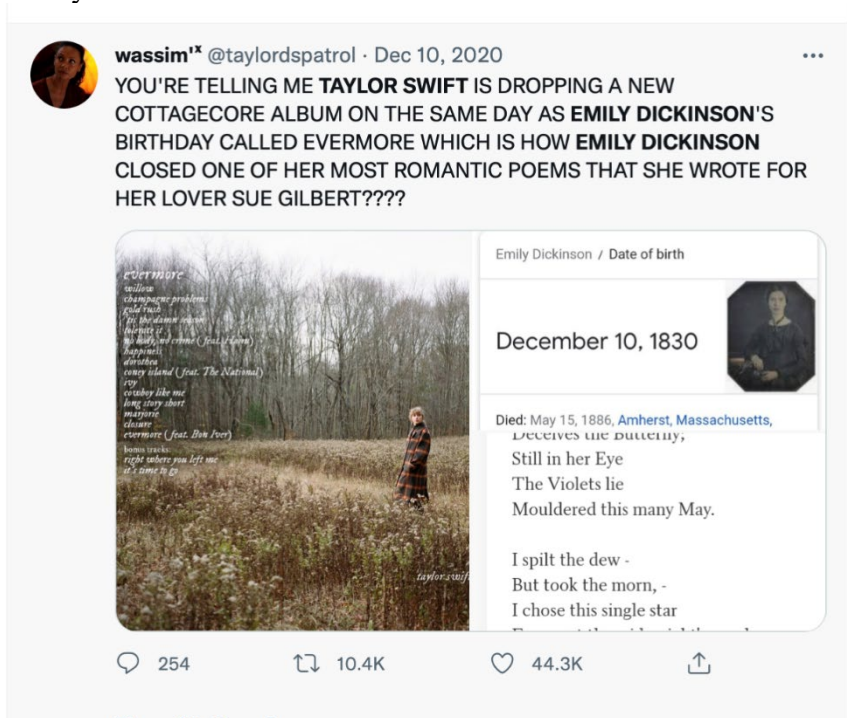 wassim'ˣ @taylordspatrol · Dec 10, 2020
YOU'RE TELLING ME TAYLOR SWIFT IS DROPPING A NEW
COTTAGECORE ALBUM ON THE SAME DAY AS EMILY DICKINSON'S
BIRTHDAY CALLED EVERMORE WHICH IS HOW EMILY DICKINSON
CLOSED ONE OF HER MOST ROMANTIC POEMS THAT SHE WROTE FOR
HER LOVER SUE GILBERT????
evermore
willow
champagne problems
gold rush
'tis the damn season
tolerate it
no body, no crime (feat. Haim)
happiness
dorothea
coney island (feat. The National)
ivy
cowboy like me
long story short
marjorie
closure
evermore (feat. Bon Iver)
bonus tracks:
right where you left me
it's time to go
taylor swift
Emily Dickinson / Date of birth
December 10, 1830
Died: May 15, 1886, Amherst, Massachusetts,
Deceives the Butterfly;
Still in her Eye
The Violets lie
Mouldered this many May.
I spilt the dew -
But took the morn, -
I chose this single star
254 10.4K 44.3K